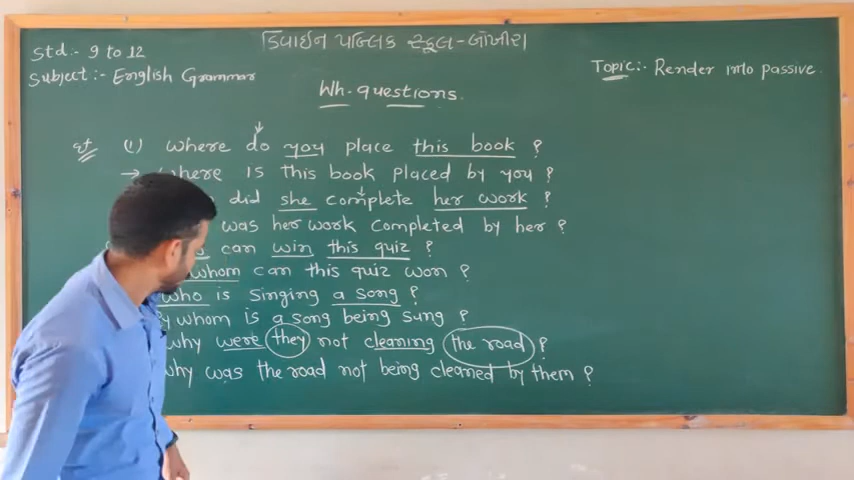 Std:- 9 to 12
Subject:- English Grammar
ડિવાઈન પબ્લિક સ્કૂલ-બોખીરા
Topic:- Render into passive.
Wh-questions.
(1) where do you place this book ?
→ where is this book placed by you ?
did she complete her work ?
was her work completed by her ?
can win this quiz ?
whom can this quiz won ?
who is singing a song ?
By whom is a song being sung ?
why were they not cleaning the road ?
why was the road not being cleaned by them ?